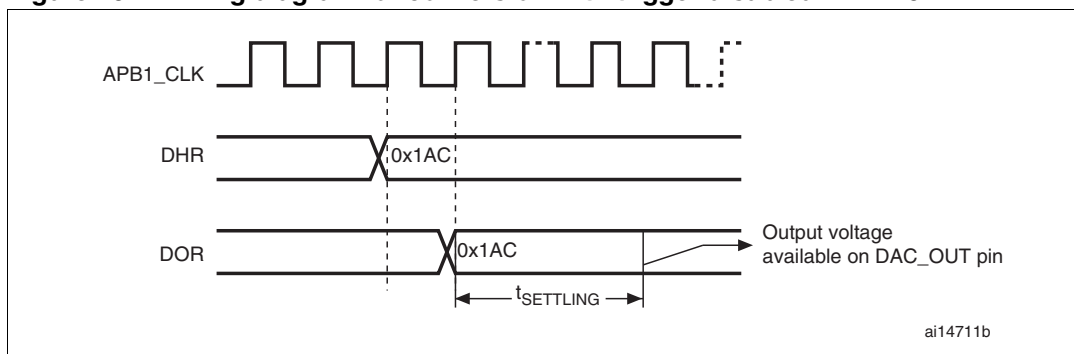 APB1_CLK
DHR
0x1AC
DOR
0x1AC
Output voltage
available on DAC_OUT pin
tSETTLING
ai14711b